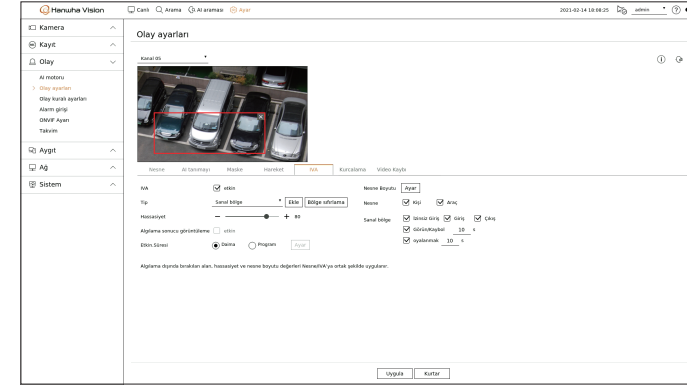 Hanwha Vision
Canlı Arama AI araması Ayar 2021-02-14 18:08:25 admin
Kamera
Kayıt
Olay
AI motoru
Olay ayarları
Olay kuralı ayarları
Alarm girişi
ONVIF Ayarı
Takvim
Aygıt
Ağ
Sistem
Olay ayarları
Kanal 05
Nesne AI tanımayı Maske Hareket IVA Kurcalama Video Kaybı
IVA etkin
Tip Sanal bölge Ekle Bölge sıfırlama
Hassasiyet 80
Algılama sonucu görüntüleme etkin
Etkin.Süresi Daima Program Ayar
Nesne Boyutu Ayar
Nesne Kişi Araç
Sanal bölge İzinsiz Giriş Giriş Çıkış
Görün/Kaybol 10 s
oyalanmak 10 s
Algılama dışında bırakılan alan, hassasiyet ve nesne boyutu değerleri Nesne/IVA'ya ortak şekilde uygulanır.
Uygula Kurtar